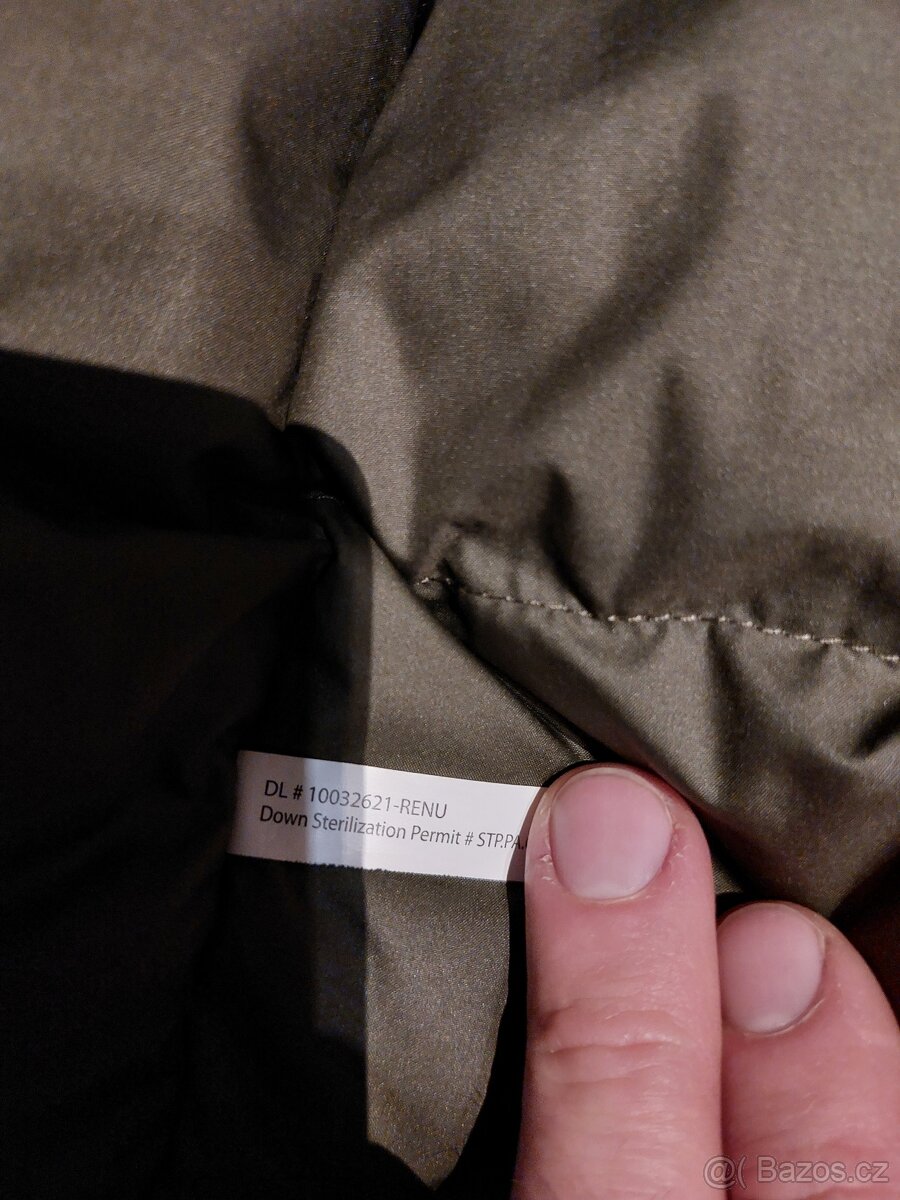 DL # 10032621-RENU
Down Sterilization Permit # STP.PA.
@( Bazos.cz